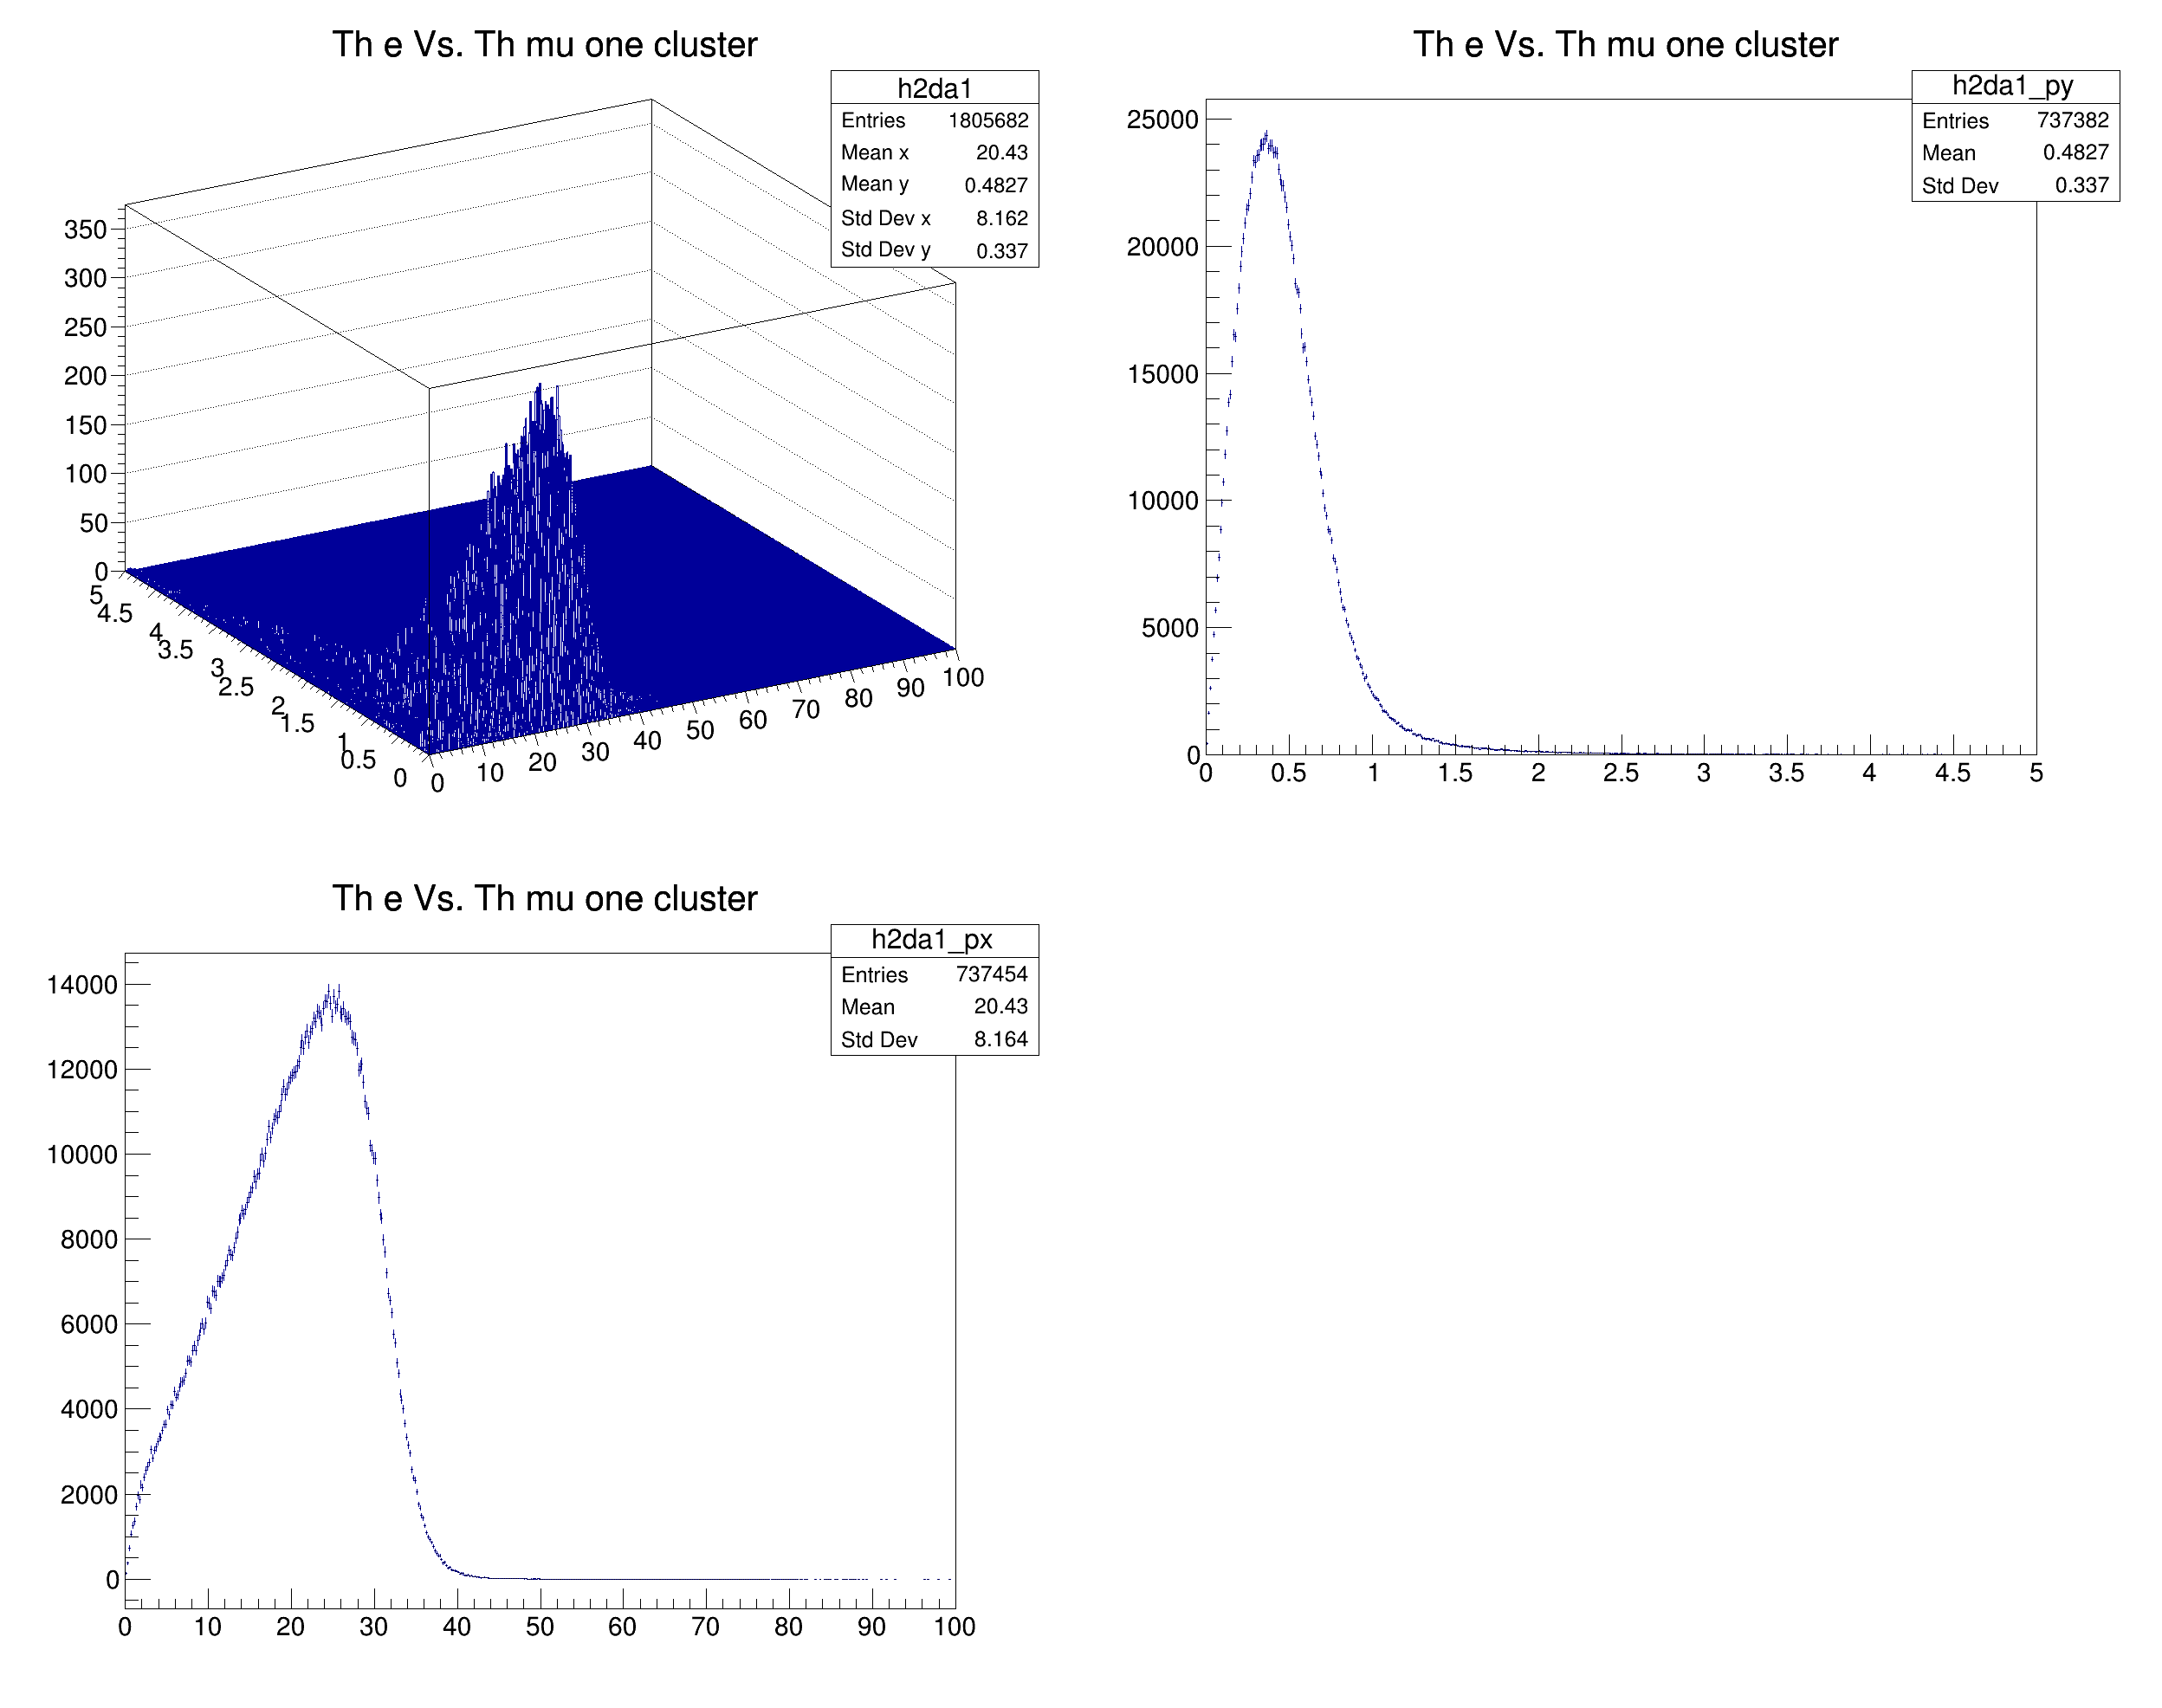 Th e Vs. Th mu one cluster
h2da1
Entries 1805682
Mean x 20.43
Mean y 0.4827
Std Dev x 8.162
Std Dev y 0.337
350
300
250
200
150
100
50
0
5
4.5
4
3.5
3
2.5
2
1.5
1
0.5
0
0 10 20 30 40 50 60 70 80 90 100
Th e Vs. Th mu one cluster
h2da1_py
Entries 737382
Mean 0.4827
Std Dev 0.337
25000
20000
15000
10000
5000
0
0 0.5 1 1.5 2 2.5 3 3.5 4 4.5 5
Th e Vs. Th mu one cluster
h2da1_px
Entries 737454
Mean 20.43
Std Dev 8.164
14000
12000
10000
8000
6000
4000
2000
0
0 10 20 30 40 50 60 70 80 90 100